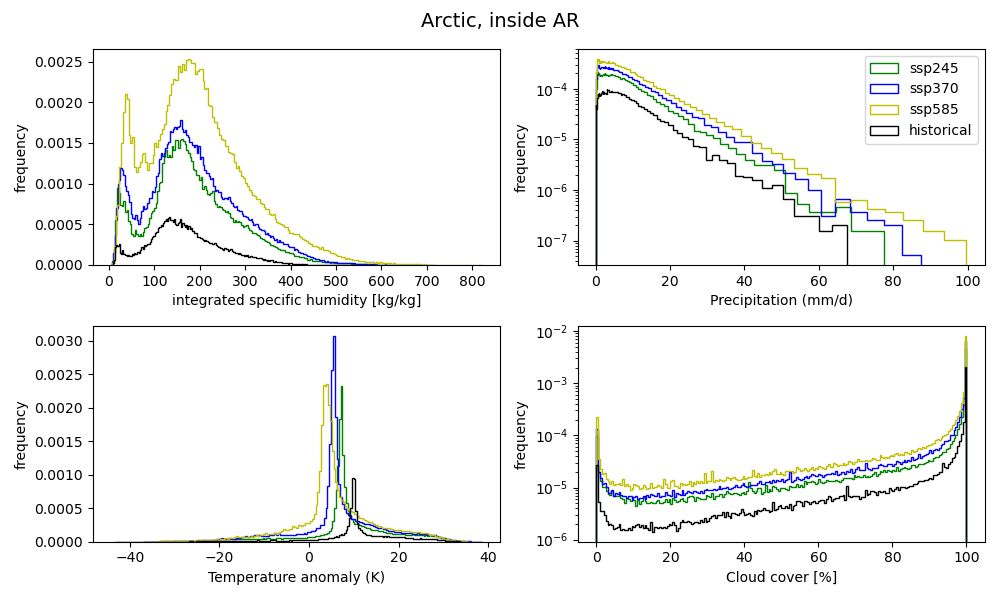 Arctic, inside AR
frequency
0.0025
0.0020
0.0015
0.0010
0.0005
0.0000
0 100 200 300 400 500 600 700 800
integrated specific humidity [kg/kg]
frequency
10⁻⁴
10⁻⁵
10⁻⁶
10⁻⁷
0 20 40 60 80 100
Precipitation (mm/d)
ssp245
ssp370
ssp585
historical
frequency
0.0030
0.0025
0.0020
0.0015
0.0010
0.0005
0.0000
−40 −20 0 20 40
Temperature anomaly (K)
frequency
10⁻²
10⁻³
10⁻⁴
10⁻⁵
10⁻⁶
0 20 40 60 80 100
Cloud cover [%]